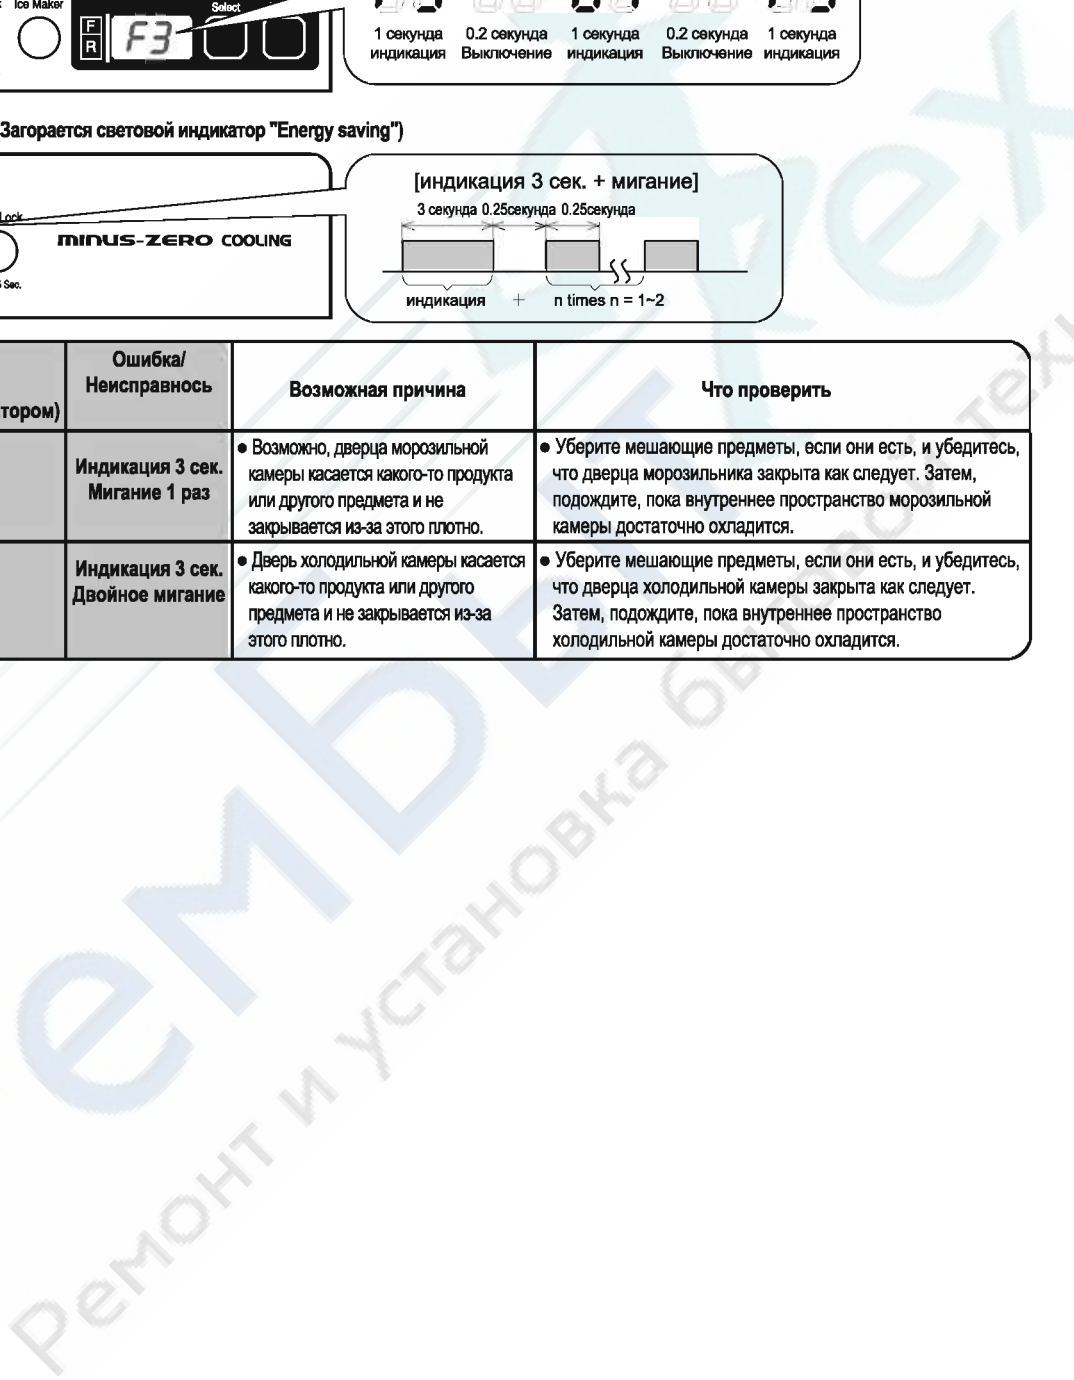 Ice Maker
Select
F
R
F3
1 секунда 0.2 секунда 1 секунда 0.2 секунда 1 секунда
индикация Выключение индикация Выключение индикация
Загорается световой индикатор "Energy saving")
Lock
Sec.
MINUS-ZERO COOLING
[индикация 3 сек. + мигание]
3 секунда 0.25секунда 0.25секунда
индикация + n times n = 1~2
тором)
Ошибка/
Неисправнось
Возможная причина
Что проверить
Индикация 3 сек.
Мигание 1 раз
● Возможно, дверца морозильной
камеры касается какого-то продукта
или другого предмета и не
закрывается из-за этого плотно.
● Уберите мешающие предметы, если они есть, и убедитесь,
что дверца морозильника закрыта как следует. Затем,
подождите, пока внутреннее пространство морозильной
камеры достаточно охладится.
Индикация 3 сек.
Двойное мигание
● Дверь холодильной камеры касается
какого-то продукта или другого
предмета и не закрывается из-за
этого плотно.
● Уберите мешающие предметы, если они есть, и убедитесь,
что дверца холодильной камеры закрыта как следует.
Затем, подождите, пока внутреннее пространство
холодильной камеры достаточно охладится.
емБытТех
Ремонт и установка бытовой техн